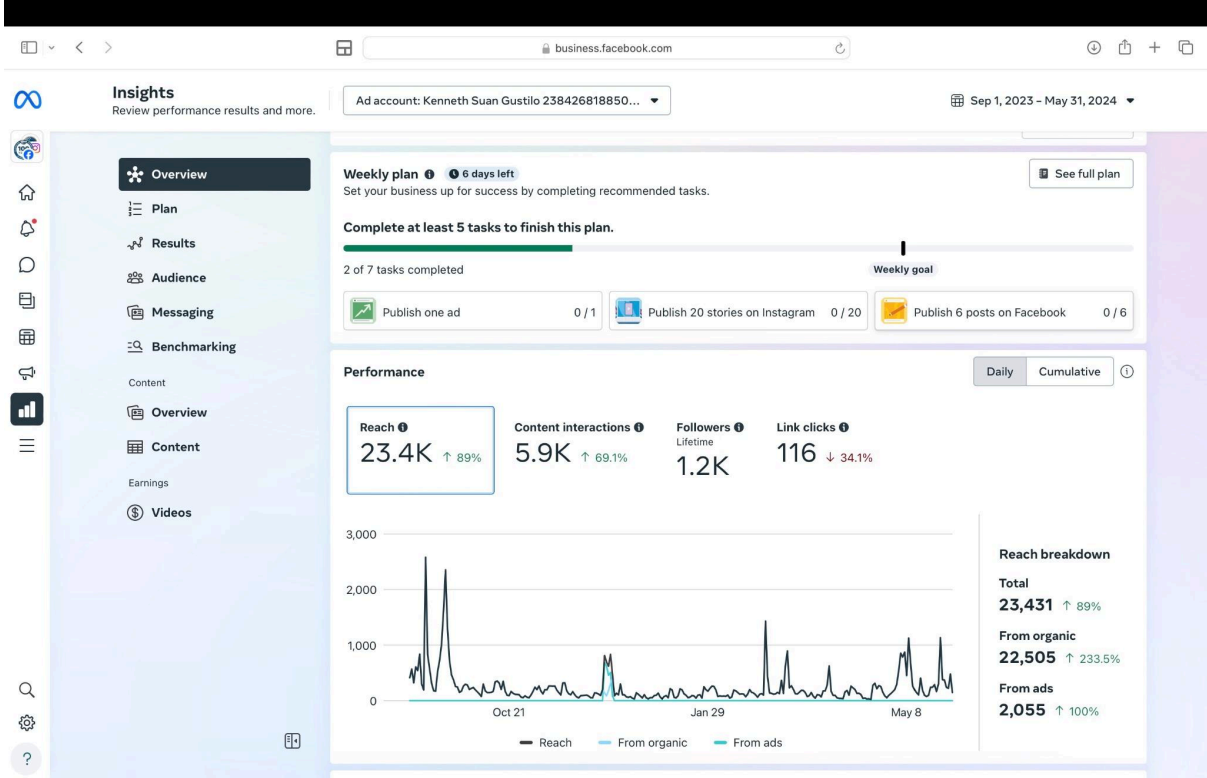 business.facebook.com
Insights
Review performance results and more.
Ad account: Kenneth Suan Gustilo 238426818850...
Sep 1, 2023 – May 31, 2024
Overview
Plan
Results
Audience
Messaging
Benchmarking
Content
Overview
Content
Earnings
Videos
Weekly plan 6 days left
See full plan
Set your business up for success by completing recommended tasks.
Complete at least 5 tasks to finish this plan.
2 of 7 tasks completed
Weekly goal
Publish one ad 0 / 1
Publish 20 stories on Instagram 0 / 20
Publish 6 posts on Facebook 0 / 6
Performance
Daily Cumulative
Reach
23.4K ↑ 89%
Content interactions
5.9K ↑ 69.1%
Followers
Lifetime
1.2K
Link clicks
116 ↓ 34.1%
3,000
2,000
1,000
0
Oct 21 Jan 29 May 8
Reach From organic From ads
Reach breakdown
Total
23,431 ↑ 89%
From organic
22,505 ↑ 233.5%
From ads
2,055 ↑ 100%